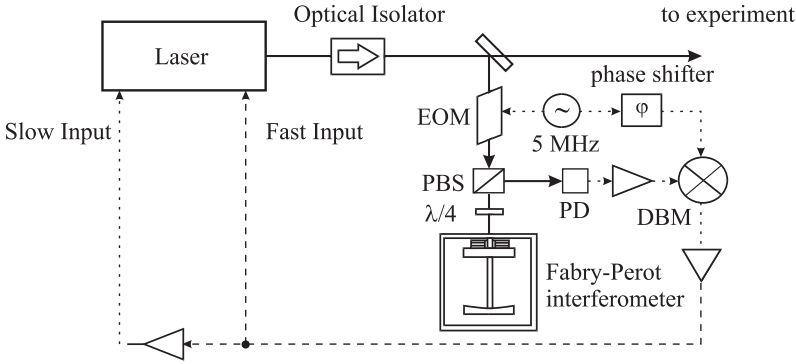 Optical Isolator
to experiment
Laser
phase shifter
EOM
~
φ
Slow Input
Fast Input
5 MHz
PBS
λ/4
PD
DBM
Fabry-Perot
interferometer